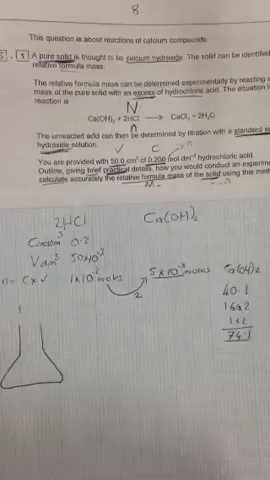 8
This question is about reactions of calcium compounds.
1 A pure solid is thought to be calcium hydroxide. The solid can be identified
relative formula mass.
The relative formula mass can be determined experimentally by reacting a
mass of the pure solid with an excess of hydrochloric acid. The equation
reaction is
N
Ca(OH)₂ + 2HCl → CaCl₂ + 2H₂O
n
The unreacted acid can then be determined by titration with a standard
hydroxide solution. V C
You are provided with 50.0 cm³ of 0.200 mol dm⁻³ hydrochloric acid.
Outline, giving brief practical details, how you would conduct an
calculate accurately the relative formula mass of the solid using this
2HCl Ca(OH)₂
0.2
V dm³ 50x10⁻³
n = C x V 1x10⁻² mols 5x10⁻³ moles Ca(OH)₂
2
40.1
16x2
1x2
74.1
1.